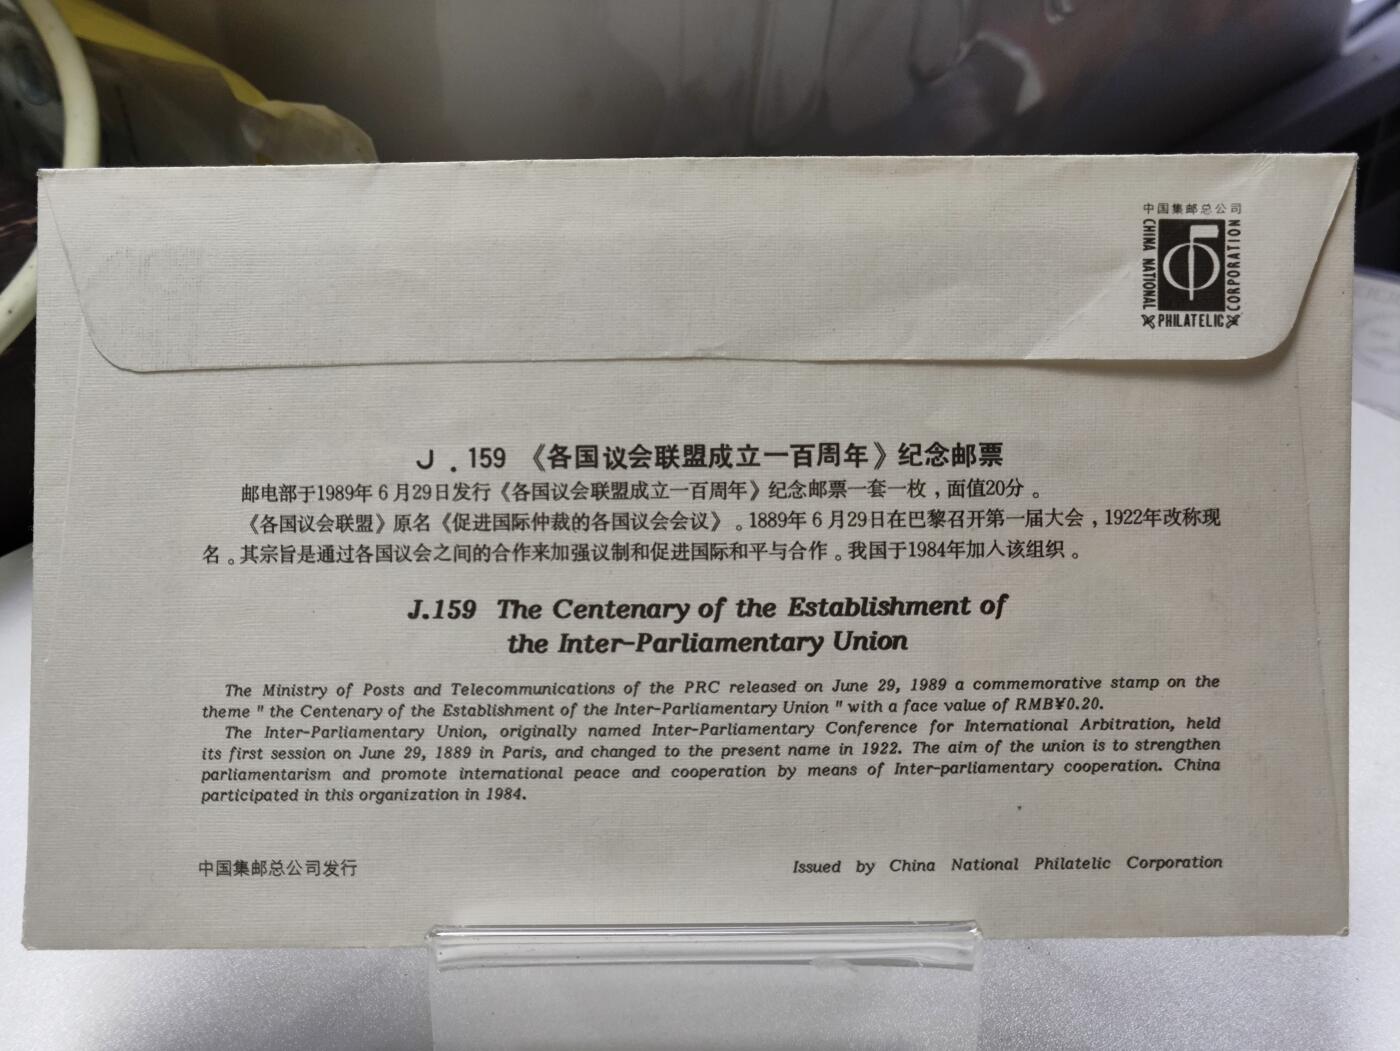 中国集邮总公司
CHINA NATIONAL
PHILATELIC
CORPORATION
J．159 《各国议会联盟成立一百周年》纪念邮票
邮电部于1989年6月29日发行《各国议会联盟成立一百周年》纪念邮票一套一枚，面值20分。
《各国议会联盟》原名《促进国际仲裁的各国议会会议》。1889年6月29日在巴黎召开第一届大会，1922年改称现
名。其宗旨是通过各国议会之间的合作来加强议制和促进国际和平与合作。我国于1984年加入该组织。
J.159 The Centenary of the Establishment of
the Inter-Parliamentary Union
The Ministry of Posts and Telecommunications of the PRC released on June 29, 1989 a commemorative stamp on the
theme " the Centenary of the Establishment of the Inter-Parliamentary Union " with a face value of RMB¥0.20.
The Inter-Parliamentary Union, originally named Inter-Parliamentary Conference for International Arbitration, held
its first session on June 29, 1889 in Paris, and changed to the present name in 1922. The aim of the union is to strengthen
parliamentarism and promote international peace and cooperation by means of Inter-parliamentary cooperation. China
participated in this organization in 1984.
中国集邮总公司发行
Issued by China National Philatelic Corporation